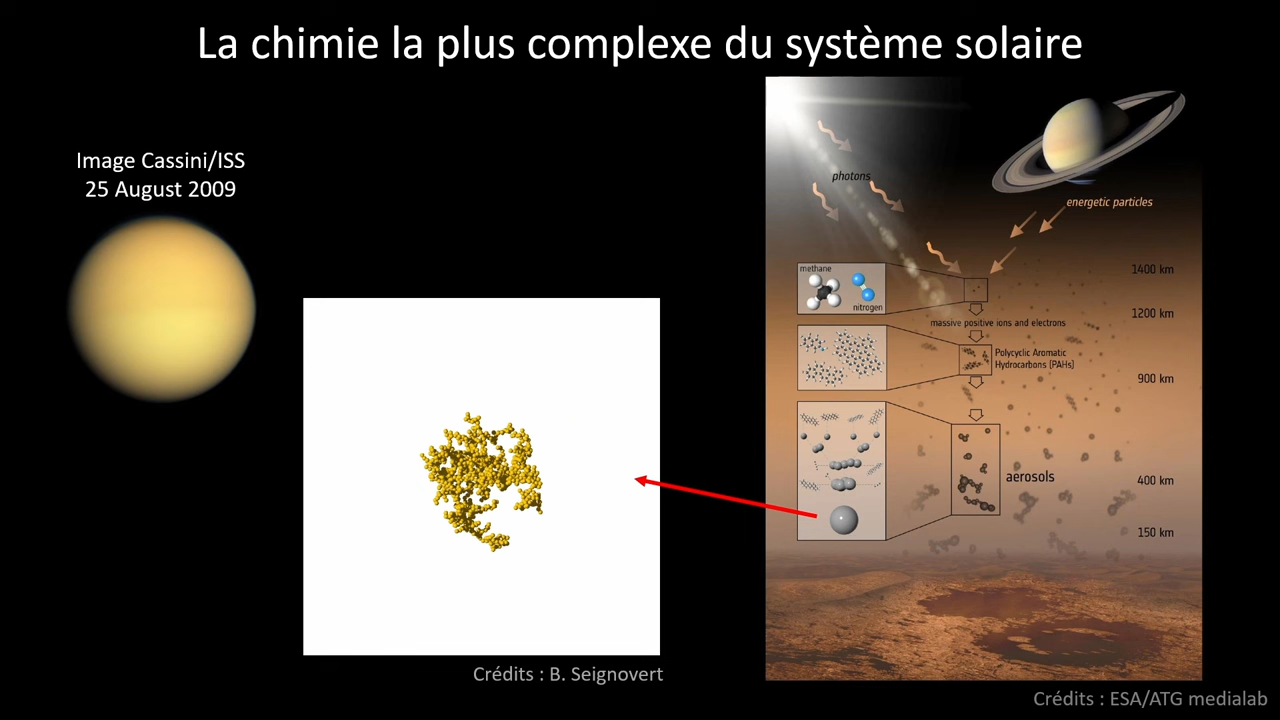 La chimie la plus complexe du système solaire
Image Cassini/ISS
25 August 2009
photons
energetic particles
methane
nitrogen
1400 km
1200 km
massive positive ions and electrons
Polycyclic Aromatic
Hydrocarbons (PAHs)
900 km
aerosols
400 km
150 km
Crédits : B. Seignovert
Crédits : ESA/ATG medialab